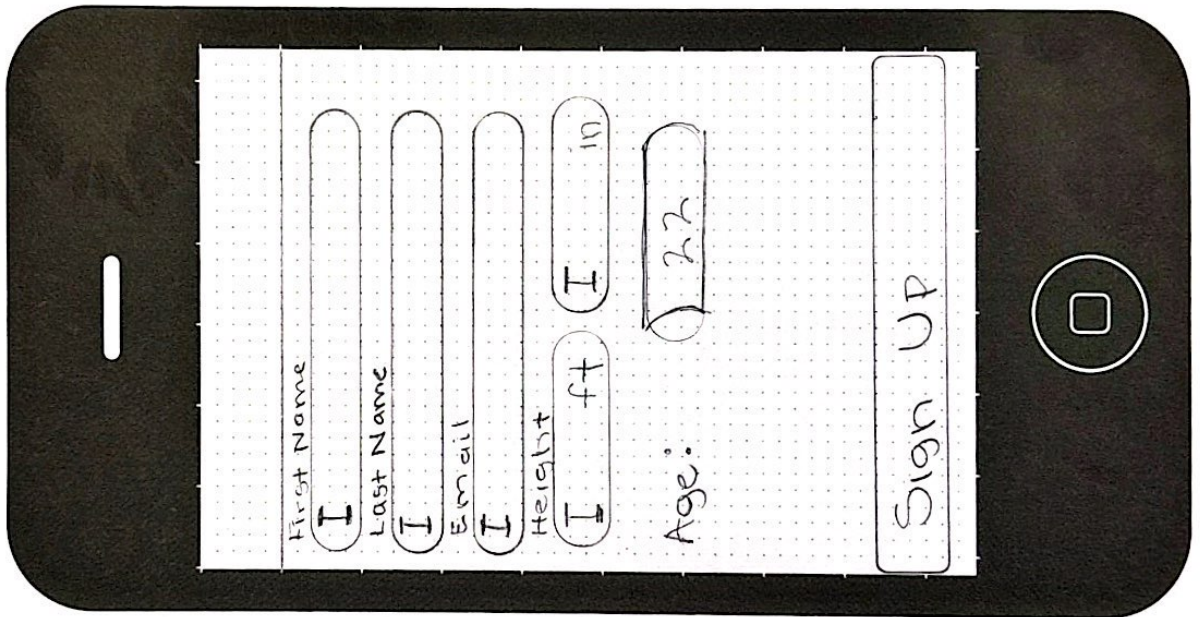 First Name
I
Last Name
I
Email
I
Height
I ft I in
Age: 22
Sign Up